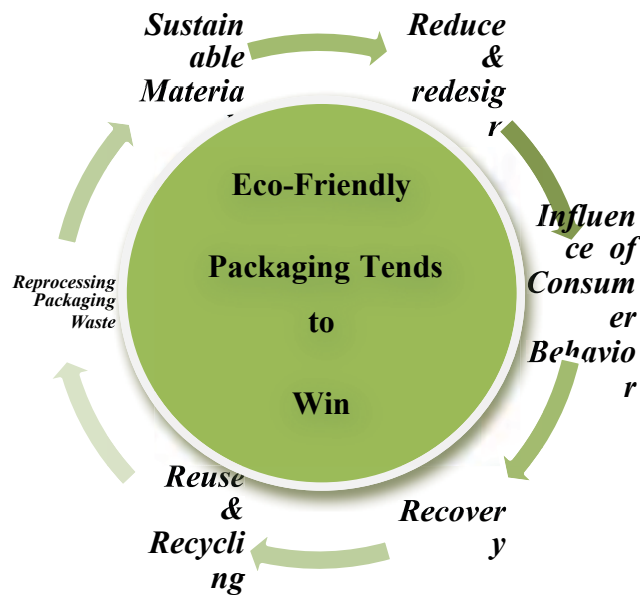 Sustain
able
Materia
Reduce
&
redesig
Influen
ce of
Consum
er
Behavio
r
Recover
y
Reuse
&
Recycli
ng
Reprocessing
Packaging
Waste
Eco-Friendly
Packaging Tends
to
Win